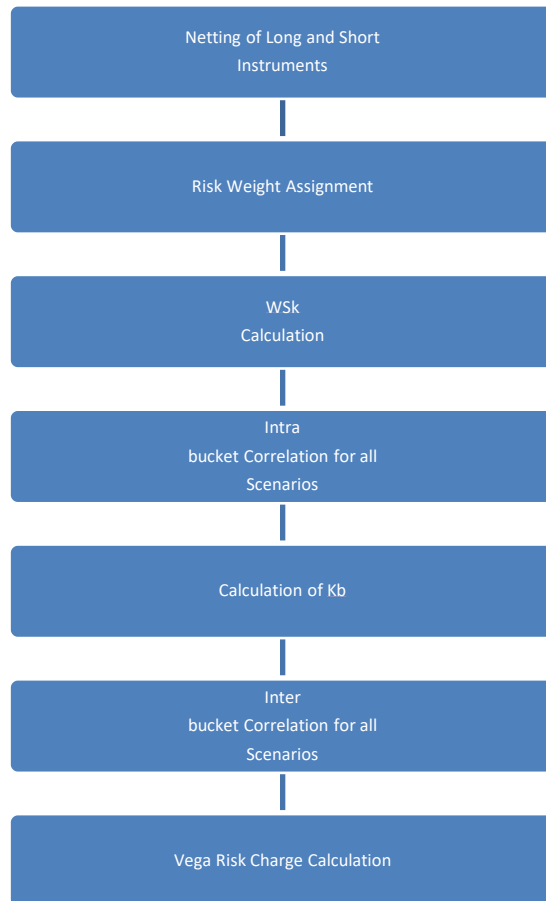 Netting of Long and Short
Instruments
Risk Weight Assignment
WSk
Calculation
Intra
bucket Correlation for all
Scenarios
Calculation of Kb
Inter
bucket Correlation for all
Scenarios
Vega Risk Charge Calculation